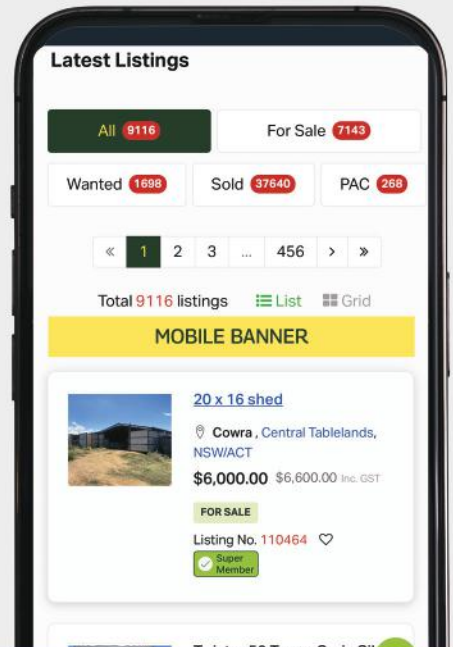 Latest Listings
All 9116
For Sale 7143
Wanted 1698
Sold 37640
PAC 268
« 1 2 3 ... 456 › »
Total 9116 listings
List
Grid
MOBILE BANNER
20 x 16 shed
Cowra , Central Tablelands,
NSW/ACT
$6,000.00 $6,600.00 Inc. GST
FOR SALE
Listing No. 110464
Super
Member